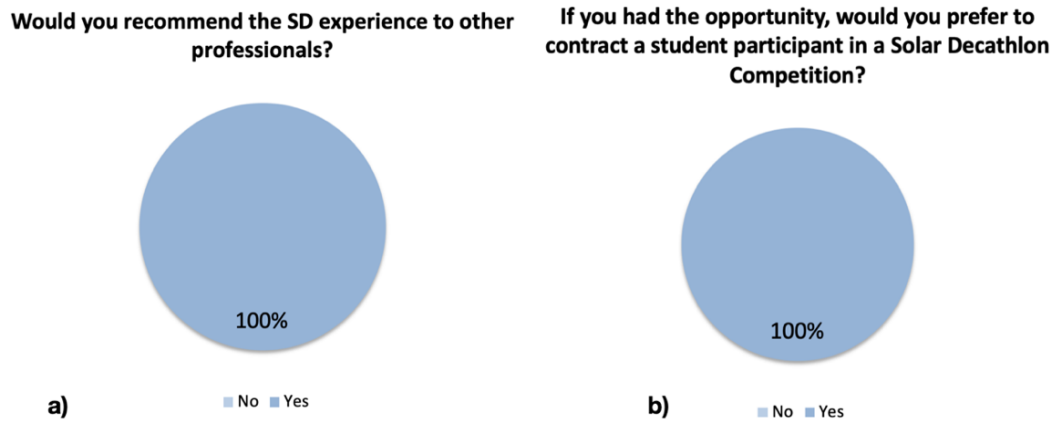 Would you recommend the SD experience to other
professionals?
100%
No Yes
a)
If you had the opportunity, would you prefer to
contract a student participant in a Solar Decathlon
Competition?
100%
No Yes
b)